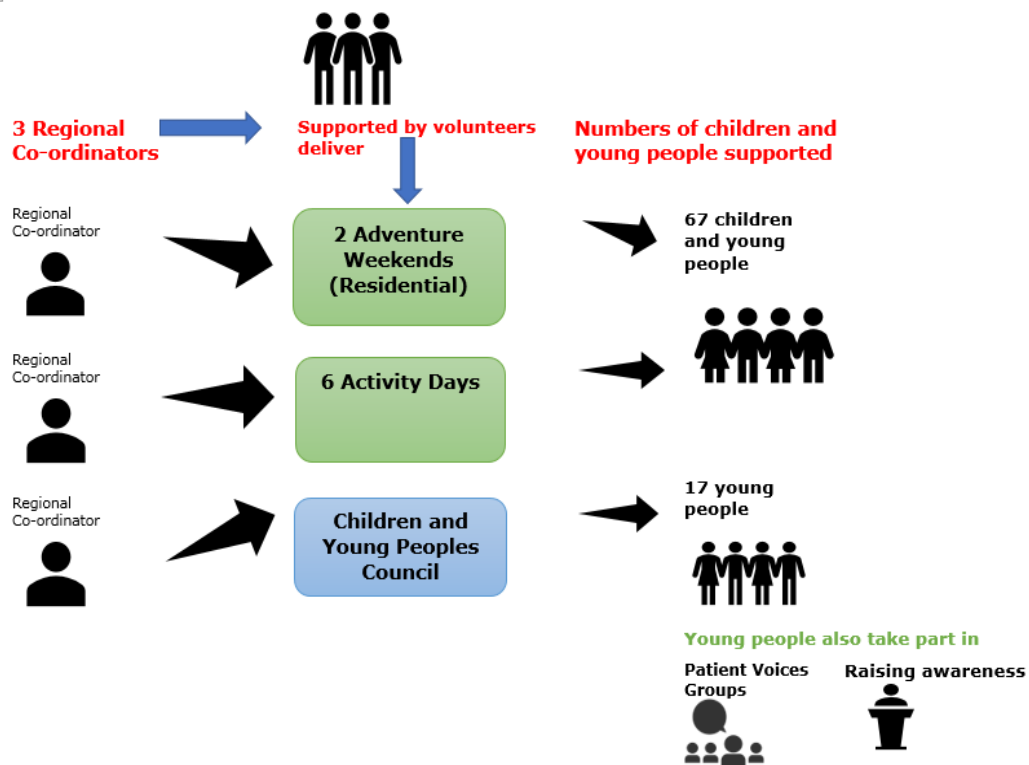 3 Regional
Co-ordinators
Supported by volunteers
deliver
Numbers of children and
young people supported
Regional
Co-ordinator
2 Adventure
Weekends
(Residential)
67 children
and young
people
Regional
Co-ordinator
6 Activity Days
Regional
Co-ordinator
Children and
Young Peoples
Council
17 young
people
Young people also take part in
Patient Voices
Groups
Raising awareness